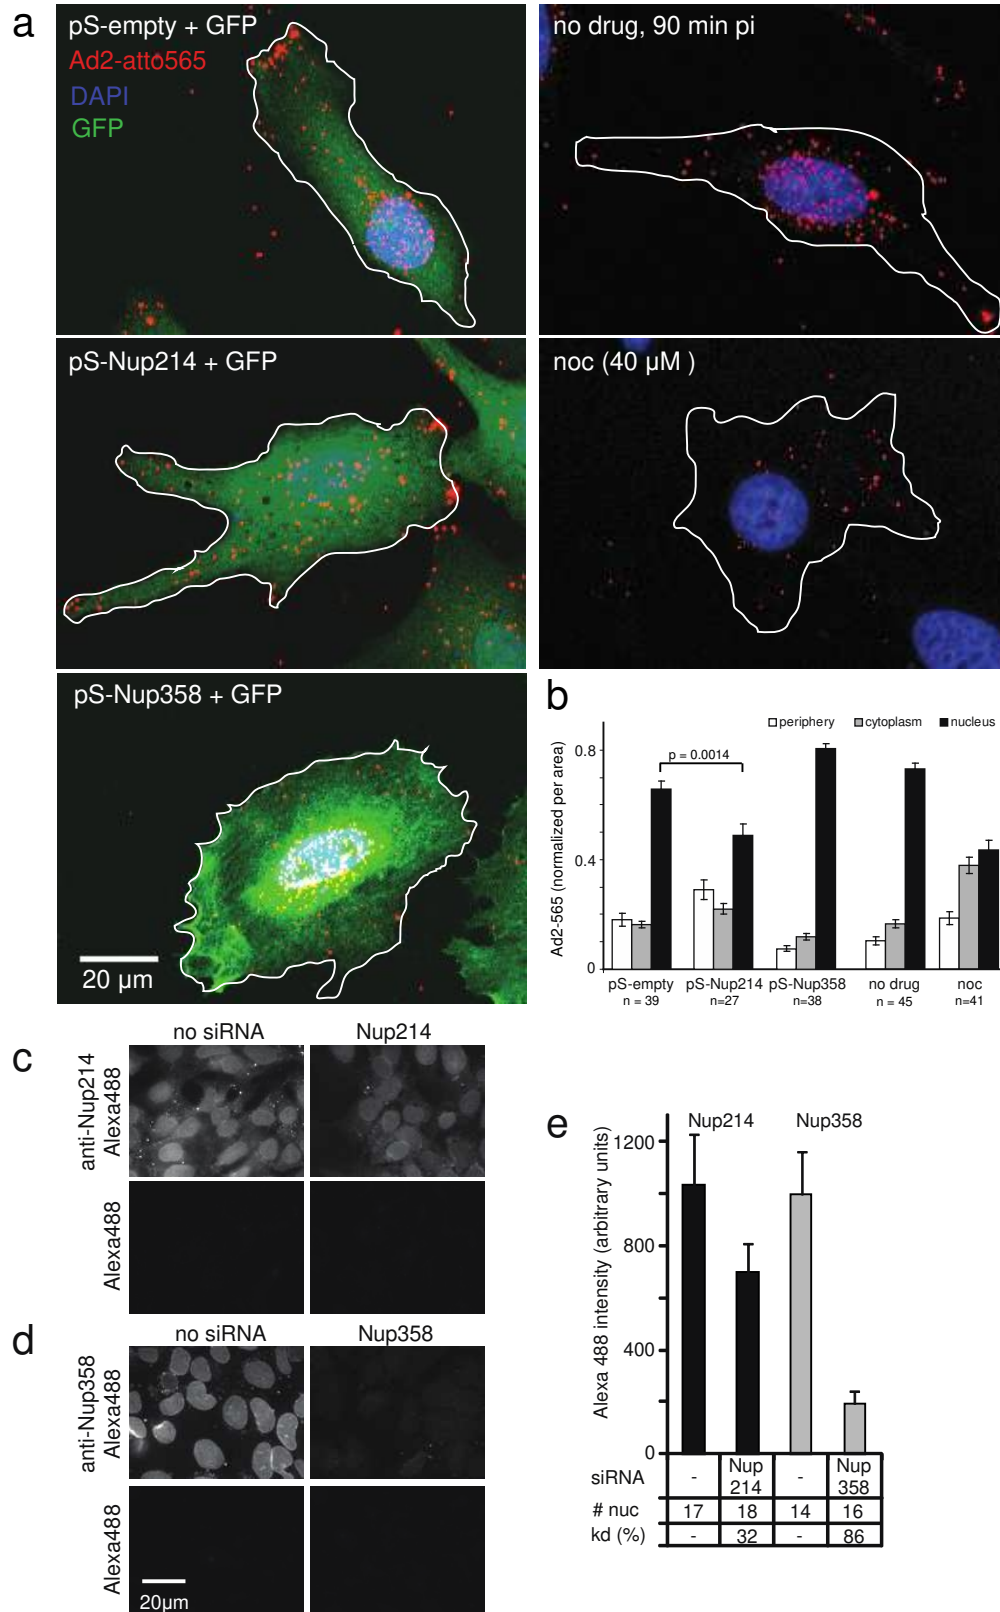 a
pS-empty + GFP
Ad2-atto565
DAPI
GFP
no drug, 90 min pi
pS-Nup214 + GFP
noc (40 µM )
pS-Nup358 + GFP
20 µm
b
periphery cytoplasm nucleus
p = 0.0014
Ad2-565 (normalized per area)
0.8
0.4
0
pS-empty pS-Nup214 pS-Nup358 no drug noc
n = 39 n=27 n=38 n = 45 n=41
c
no siRNA Nup214
anti-Nup214
Alexa488
Alexa488
d
no siRNA Nup358
anti-Nup358
Alexa488
Alexa488
20µm
e
Nup214 Nup358
Alexa 488 intensity (arbitrary units)
1200
800
400
0
siRNA - Nup 214 - Nup 358
# nuc 17 18 14 16
kd (%) - 32 - 86